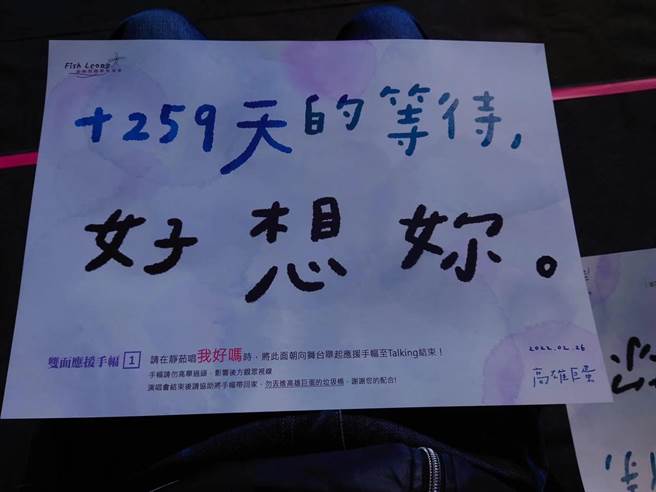 Fish Leong
+259天的等待,
好想妳。
雙面應援手幅 1 請在靜茹唱我好嗎時，將此面朝向舞台舉起應援手幅至Talking結束！
手幅請勿高舉過頭，影響後方觀眾視線
演唱會結束後請協助將手幅帶回家，勿丟進高雄巨蛋的垃圾桶，謝謝您的配合!
2022.02.26
高雄巨蛋